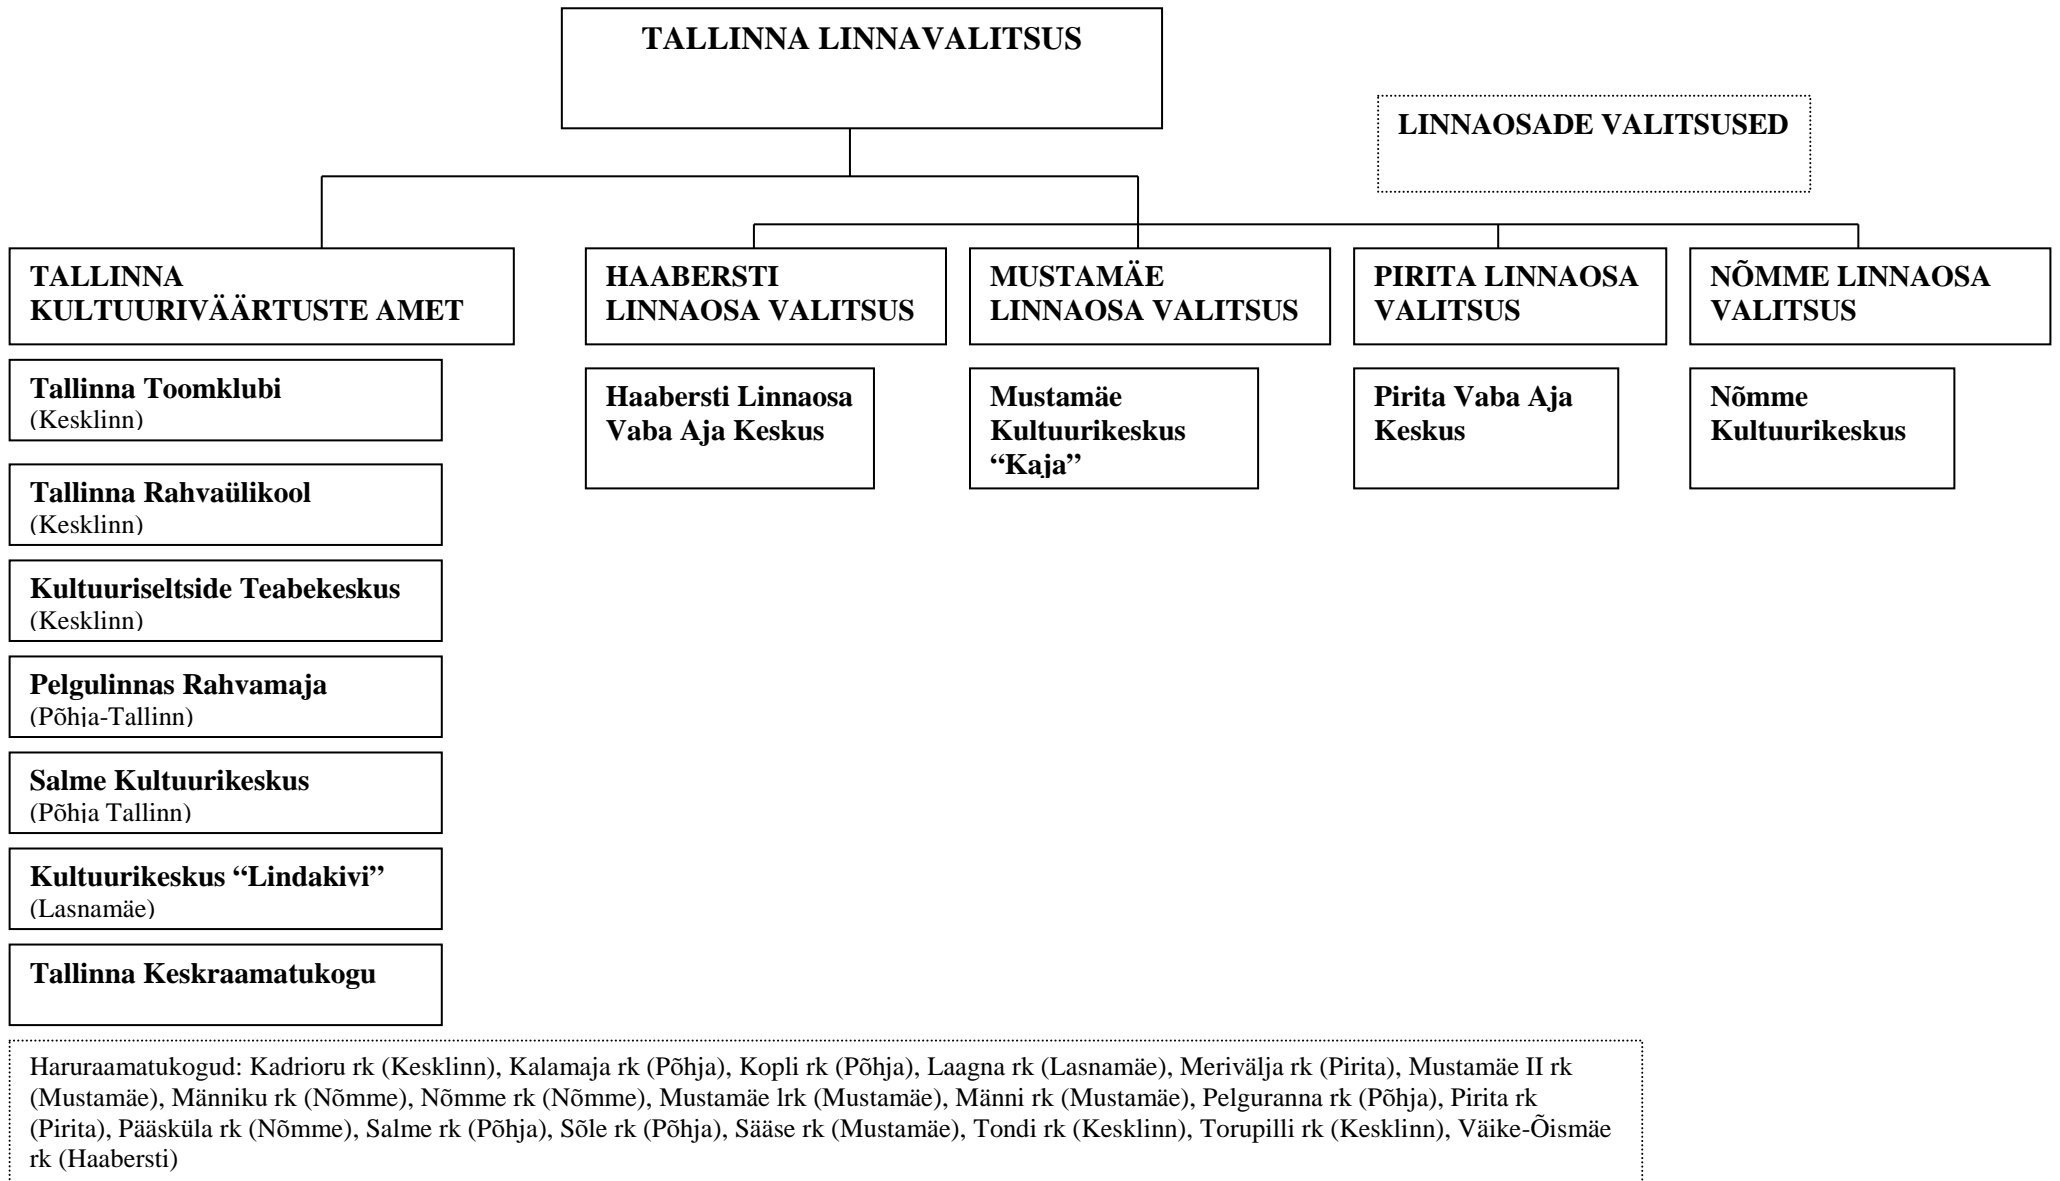 TALLINNA LINNAVALITSUS
LINNAOSADE VALITSUSED
TALLINNA
KULTUURIVÄÄRTUSTE AMET
HAABERSTI
LINNAOSA VALITSUS
MUSTAMÄE
LINNAOSA VALITSUS
PIRITA LINNAOSA
VALITSUS
NÕMME LINNAOSA
VALITSUS
Tallinna Toomklubi
(Kesklinn)
Tallinna Rahvaülikool
(Kesklinn)
Kultuuriseltside Teabekeskus
(Kesklinn)
Pelgulinnas Rahvamaja
(Põhja-Tallinn)
Salme Kultuurikeskus
(Põhja Tallinn)
Kultuurikeskus “Lindakivi”
(Lasnamäe)
Tallinna Keskraamatukogu
Haabersti Linnaosa
Vaba Aja Keskus
Mustamäe
Kultuurikeskus
“Kaja”
Pirita Vaba Aja
Keskus
Nõmme
Kultuurikeskus
Haruraamatukogud: Kadrioru rk (Kesklinn), Kalamaja rk (Põhja), Kopli rk (Põhja), Laagna rk (Lasnamäe), Merivälja rk (Pirita), Mustamäe II rk
(Mustamäe), Männiku rk (Nõmme), Nõmme rk (Nõmme), Mustamäe lrk (Mustamäe), Männi rk (Mustamäe), Pelguranna rk (Põhja), Pirita rk
(Pirita), Pääsküla rk (Nõmme), Salme rk (Põhja), Sõle rk (Põhja), Sääse rk (Mustamäe), Tondi rk (Kesklinn), Torupilli rk (Kesklinn), Väike-Õismäe
rk (Haabersti)